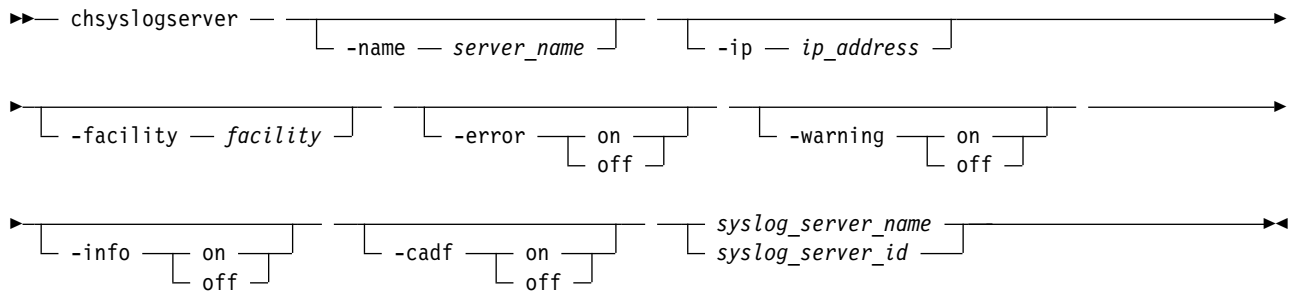 chsyslogserver -name server_name -ip ip_address
-facility facility -error on -warning on
off off
-info on -cadf on syslog_server_name
off off syslog_server_id